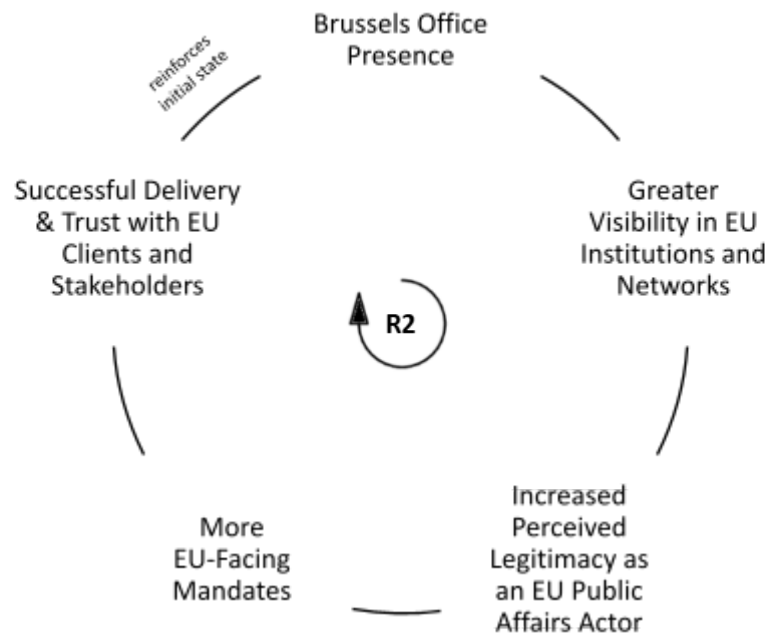 Brussels Office
Presence
reinforces
initial state
Greater
Visibility in EU
Institutions and
Networks
Increased
Perceived
Legitimacy as
an EU Public
Affairs Actor
More
EU-Facing
Mandates
Successful Delivery
& Trust with EU
Clients and
Stakeholders
R2